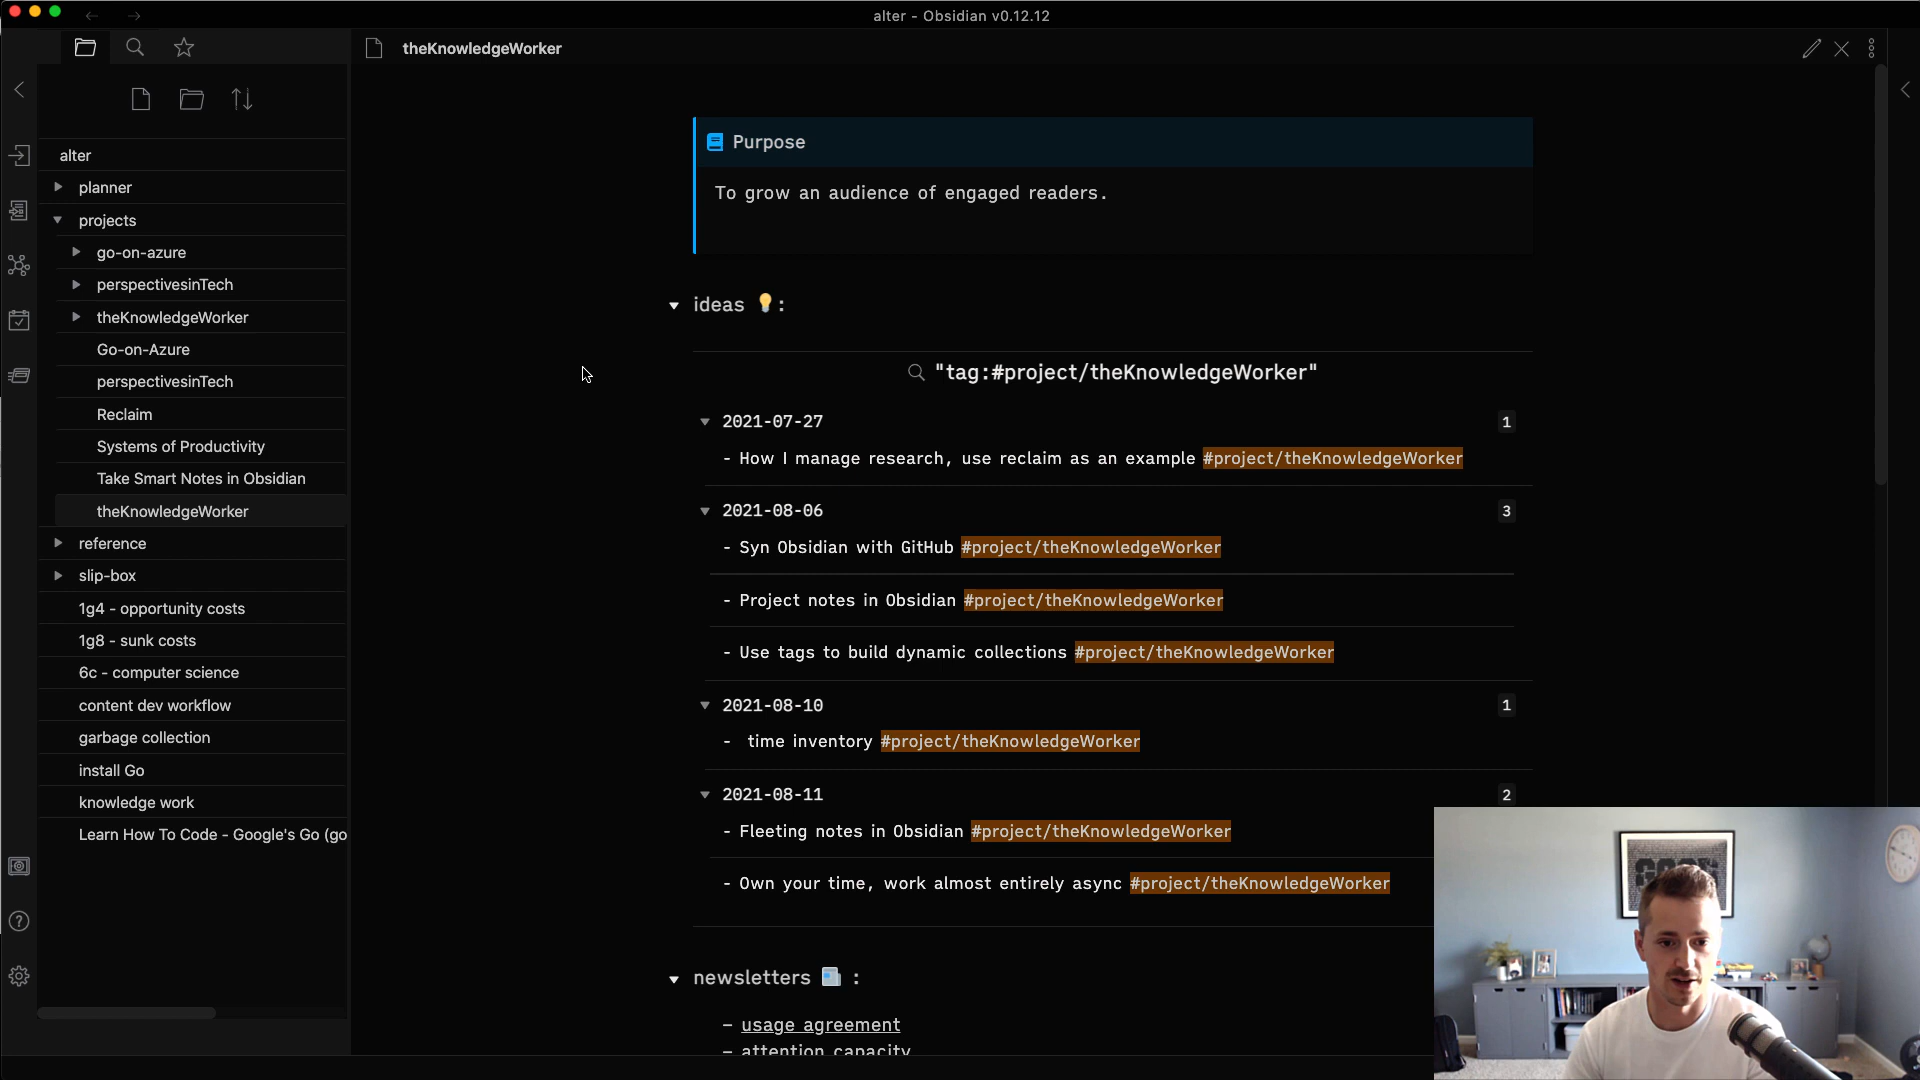 alter - Obsidian v0.12.12
theKnowledgeWorker
alter
planner
projects
go-on-azure
perspectivesinTech
theKnowledgeWorker
Go-on-Azure
perspectivesinTech
Reclaim
Systems of Productivity
Take Smart Notes in Obsidian
theKnowledgeWorker
reference
slip-box
1g4 - opportunity costs
1g8 - sunk costs
6c - computer science
content dev workflow
garbage collection
install Go
knowledge work
Learn How To Code - Google's Go (go
Purpose
To grow an audience of engaged readers.
ideas 💡:
"tag:#project/theKnowledgeWorker"
2021-07-27 1
- How I manage research, use reclaim as an example #project/theKnowledgeWorker
2021-08-06 3
- Syn Obsidian with GitHub #project/theKnowledgeWorker
- Project notes in Obsidian #project/theKnowledgeWorker
- Use tags to build dynamic collections #project/theKnowledgeWorker
2021-08-10 1
- time inventory #project/theKnowledgeWorker
2021-08-11 2
- Fleeting notes in Obsidian #project/theKnowledgeWorker
- Own your time, work almost entirely async #project/theKnowledgeWorker
newsletters 📰 :
- usage agreement
- attention capacity